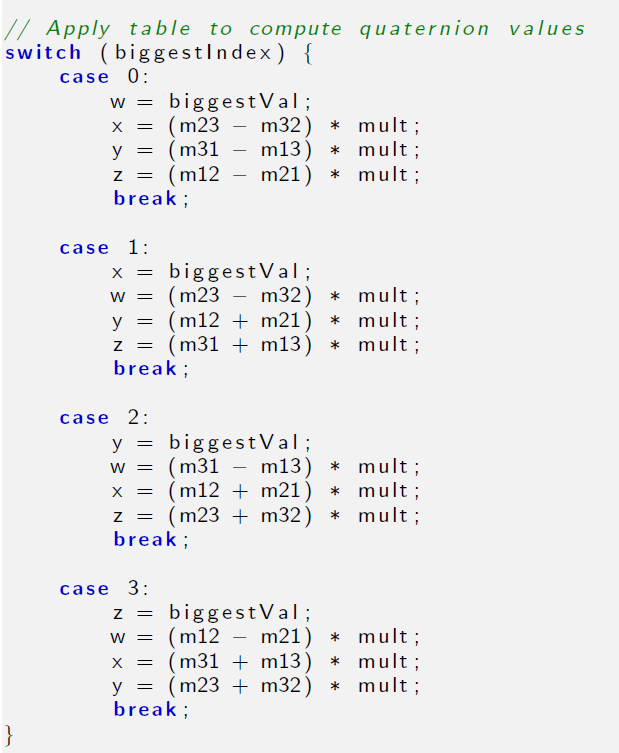 // Apply table to compute quaternion values
switch (biggestIndex) {
    case 0:
        w = biggestVal;
        x = (m23 − m32) * mult;
        y = (m31 − m13) * mult;
        z = (m12 − m21) * mult;
        break;

    case 1:
        x = biggestVal;
        w = (m23 − m32) * mult;
        y = (m12 + m21) * mult;
        z = (m31 + m13) * mult;
        break;

    case 2:
        y = biggestVal;
        w = (m31 − m13) * mult;
        x = (m12 + m21) * mult;
        z = (m23 + m32) * mult;
        break;

    case 3:
        z = biggestVal;
        w = (m12 − m21) * mult;
        x = (m31 + m13) * mult;
        y = (m23 + m32) * mult;
        break;
}